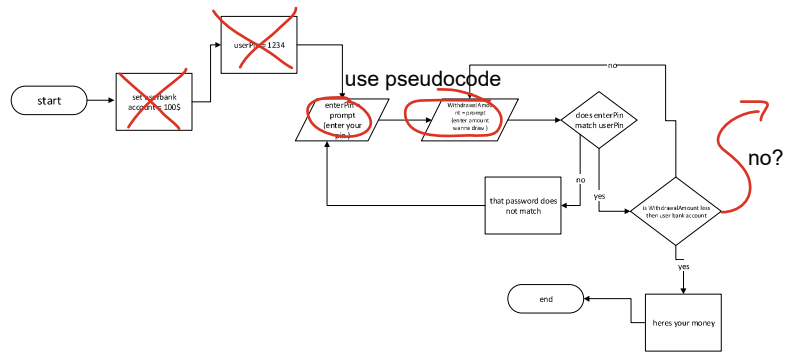 start
set userbank
account = 100$
userPin = 1234
use pseudocode
enterPin =
prompt
(enter your
pin )
WithdrawalAmou
nt = prompt
(enter amount
wanna draw )
no
does enterPin
match userPin
no
yes
that password does
not match
no?
is WithdrawalAmount less
then user bank account
yes
end
heres your money